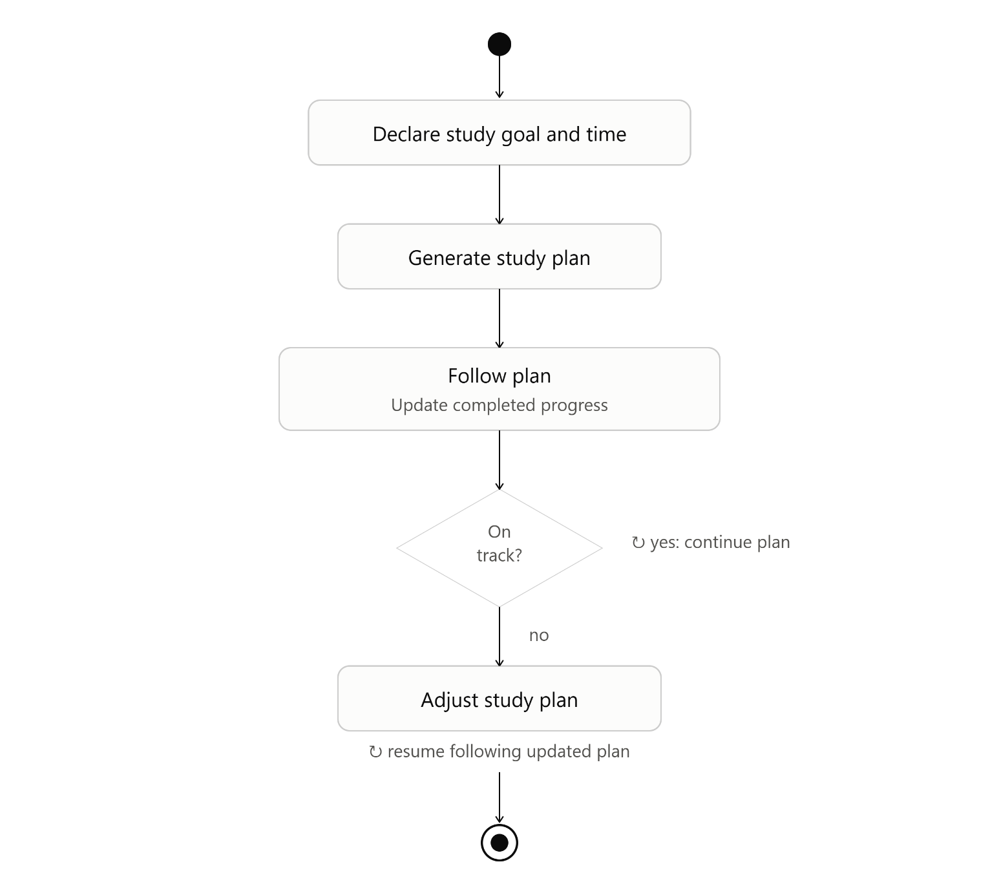 Declare study goal and time
Generate study plan
Follow plan
Update completed progress
On
track?
↻ yes: continue plan
no
Adjust study plan
↻ resume following updated plan